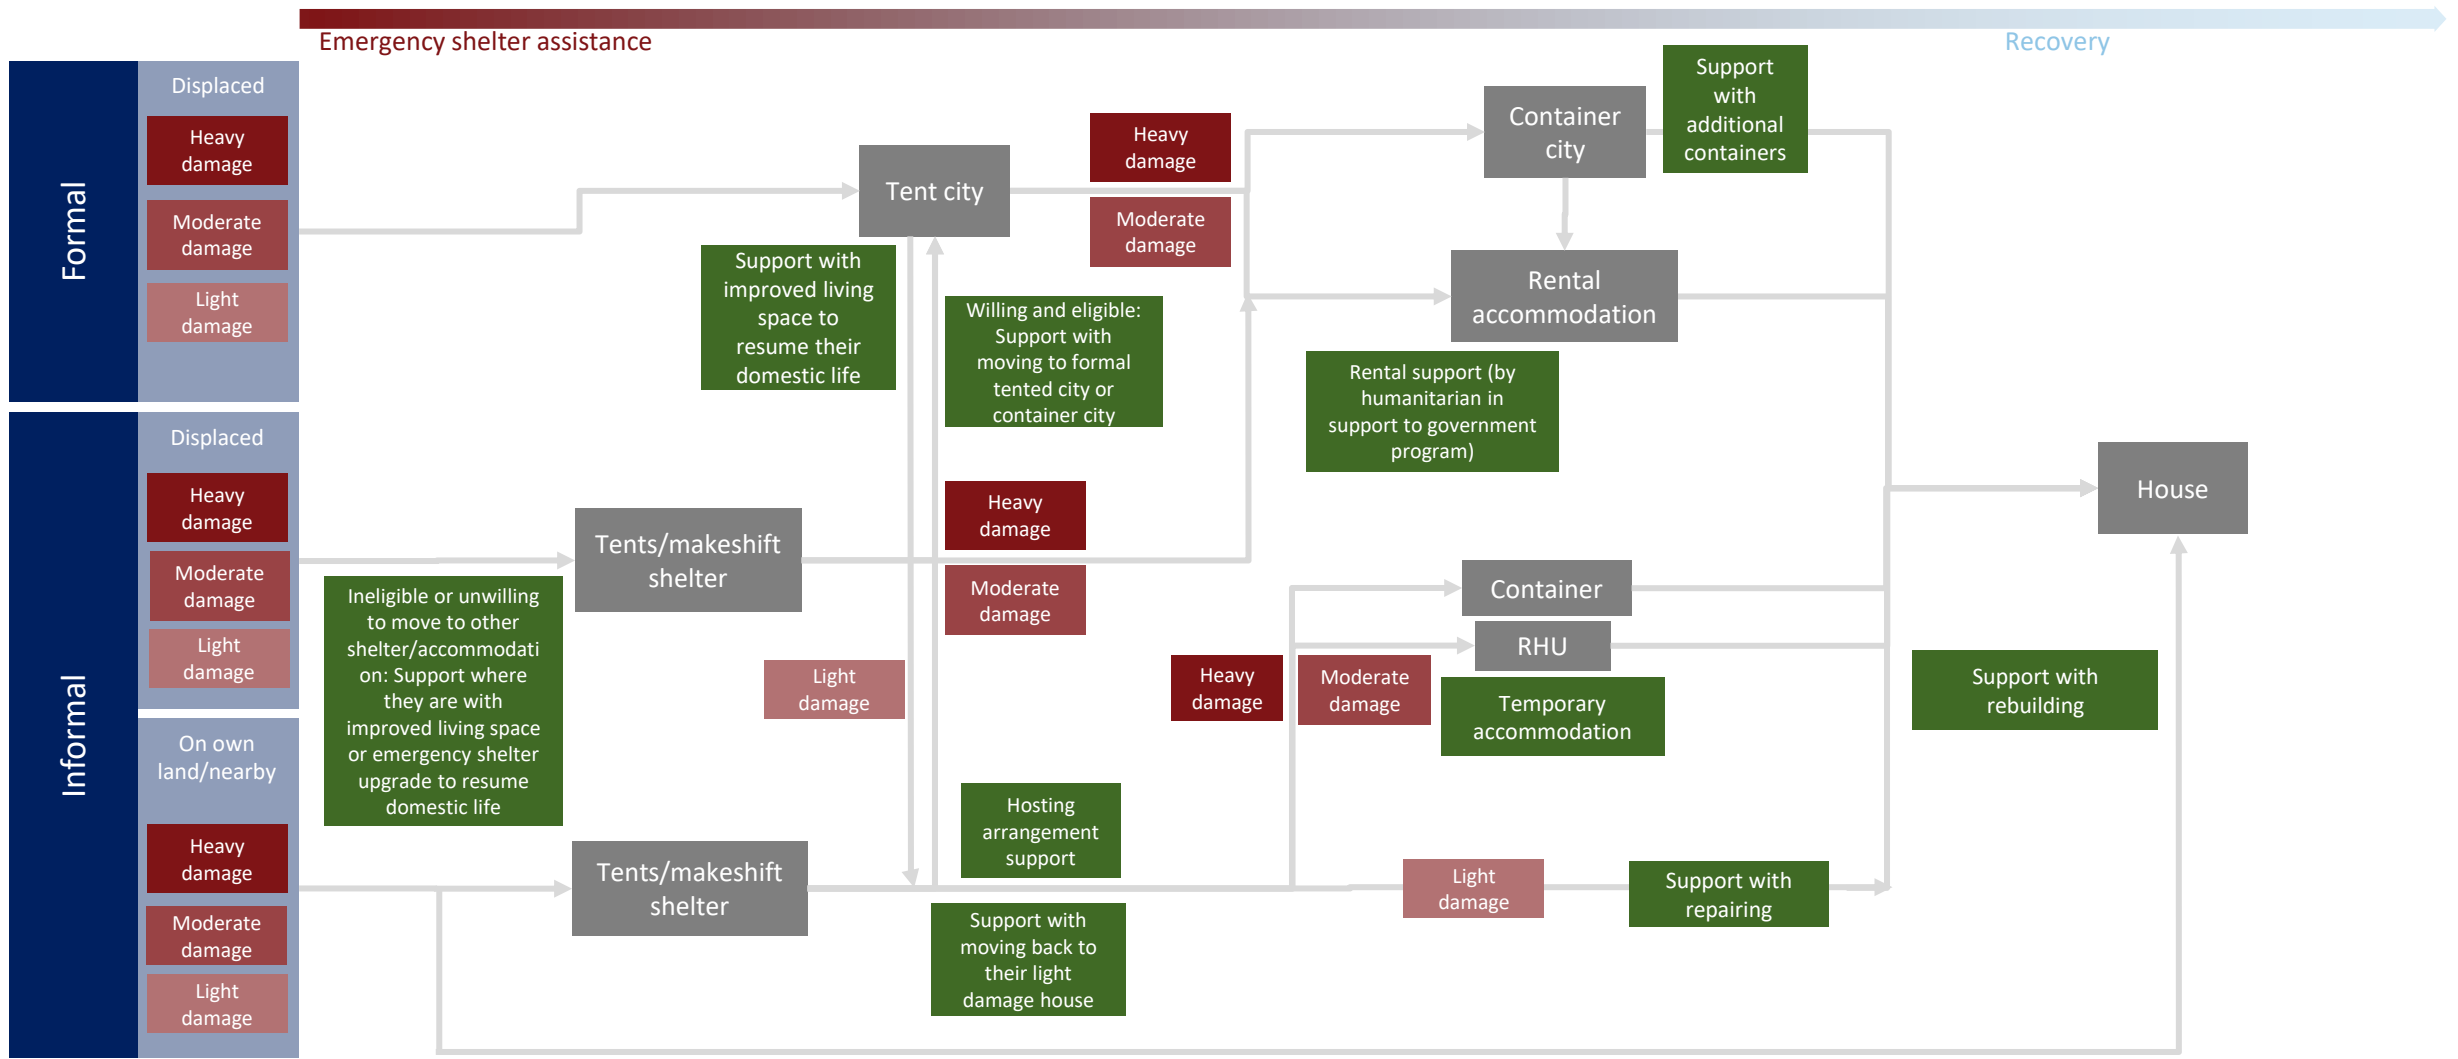 Emergency shelter assistance
Recovery
Formal
Displaced
Heavy
damage
Moderate
damage
Light
damage
Tent city
Heavy
damage
Moderate
damage
Container
city
Support
with
additional
containers
Rental
accommodation
Support with
improved living
space to
resume their
domestic life
Willing and eligible:
Support with
moving to formal
tented city or
container city
Rental support (by
humanitarian in
support to government
program)
Informal
Displaced
Heavy
damage
Moderate
damage
Light
damage
Tents/makeshift
shelter
Heavy
damage
Moderate
damage
House
Ineligible or unwilling
to move to other
shelter/accommodati
on: Support where
they are with
improved living space
or emergency shelter
upgrade to resume
domestic life
Light
damage
Container
RHU
Heavy
damage
Moderate
damage
Temporary
accommodation
Support with
rebuilding
On own
land/nearby
Heavy
damage
Moderate
damage
Light
damage
Tents/makeshift
shelter
Hosting
arrangement
support
Support with
moving back to
their light
damage house
Light
damage
Support with
repairing